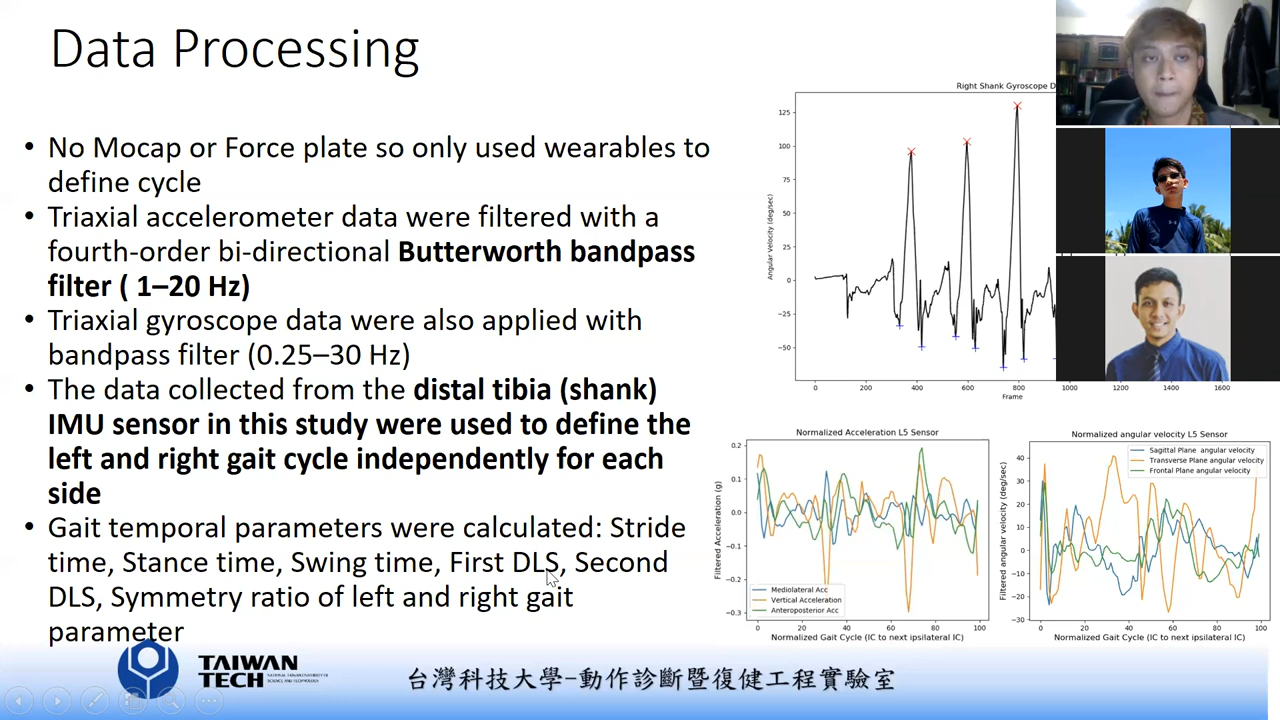 Data Processing
• No Mocap or Force plate so only used wearables to
define cycle
• Triaxial accelerometer data were filtered with a
fourth-order bi-directional Butterworth bandpass
filter ( 1–20 Hz)
• Triaxial gyroscope data were also applied with
bandpass filter (0.25–30 Hz)
• The data collected from the distal tibia (shank)
IMU sensor in this study were used to define the
left and right gait cycle independently for each
side
• Gait temporal parameters were calculated: Stride
time, Stance time, Swing time, First DLS, Second
DLS, Symmetry ratio of left and right gait
parameter
Right Shank Gyroscope D
Angular Velocity (deg/sec)
125
100
75
50
25
0
−25
−50
0 200 400 600 800 1000 1200 1400 1600
Frame
Normalized Acceleration L5 Sensor
Filtered Acceleration (g)
0.2
0.1
0.0
−0.1
−0.2
−0.3
Mediolateral Acc
Vertical Acceleration
Anteroposterior Acc
0 20 40 60 80 100
Normalized Gait Cycle (IC to next ipsilateral IC)
Normalized angular velocity L5 Sensor
Filtered angular velocity (deg/sec)
40
30
20
10
0
−10
−20
−30
Sagittal Plane angular velocity
Transverse Plane angular velocity
Frontal Plane angular velocity
0 20 40 60 80 100
Normalized Gait Cycle (IC to next ipsilateral IC)
TAIWAN
TECH
NATIONAL TAIWAN UNIVERSITY OF
SCIENCE AND TECHNOLOGY
台灣科技大學-動作診斷暨復健工程實驗室